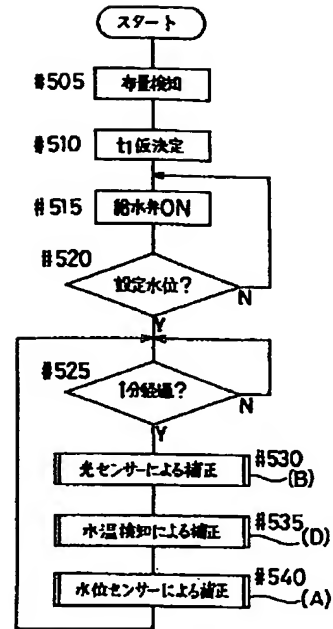 スタート
#505
布量検知
#510
t1仮決定
#515
給水弁ON
#520
設定水位?
N
Y
#525
1分経過?
N
Y
光センサーによる補正
#530
(B)
水温検知による補正
#535
(D)
水位センサーによる補正
#540
(A)